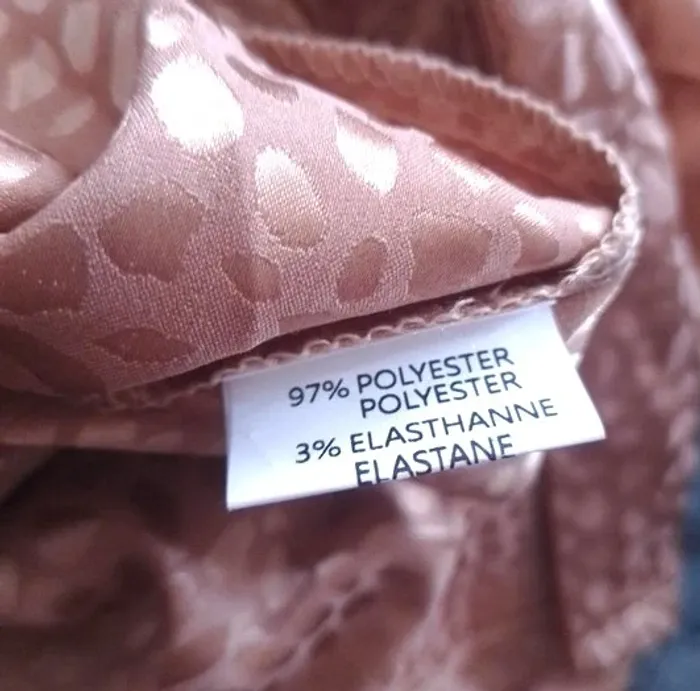 97% POLYESTER
POLYESTER
3% ELASTHANNE
ELASTANE